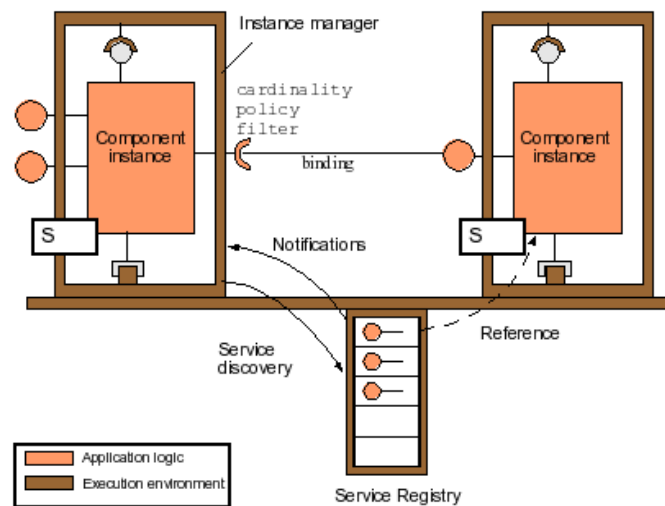 Instance manager
cardinality
policy
filter
Component
instance
Component
instance
binding
S
S
Notifications
Service
discovery
Reference
Application logic
Execution environment
Service Registry